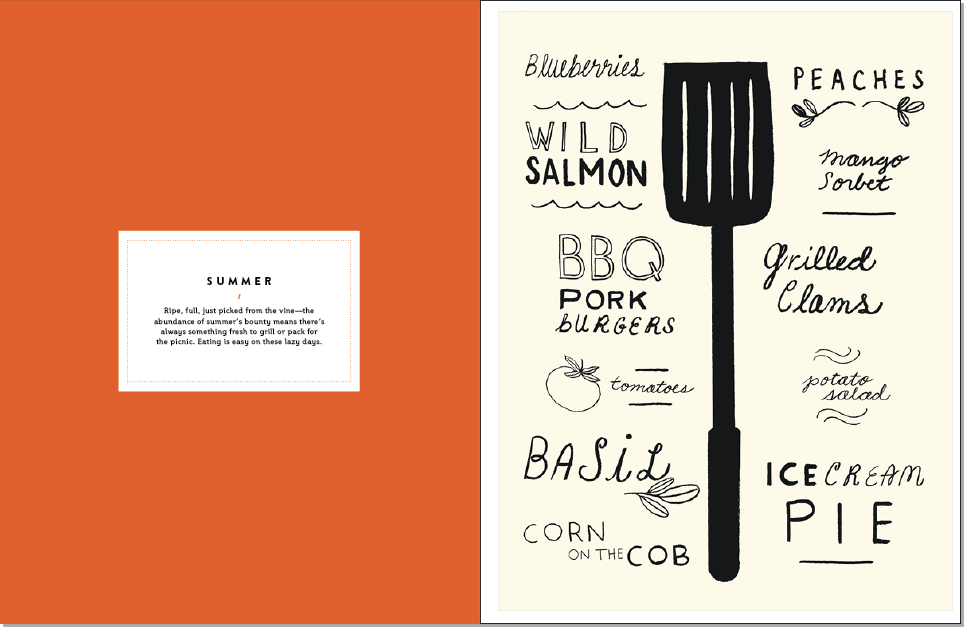 SUMMER
/
Ripe, full, just picked from the vine—the
abundance of summer's bounty means there's
always something fresh to grill or pack for
the picnic. Eating is easy on these lazy days.
Blueberries
WILD
SALMON
BBQ
PORK
BURGERS
tomatoes
BASiL
CORN
ON THE COB
PEACHES
mango
Sorbet
Grilled
Clams
potato
salad
ICE CREAM
PIE